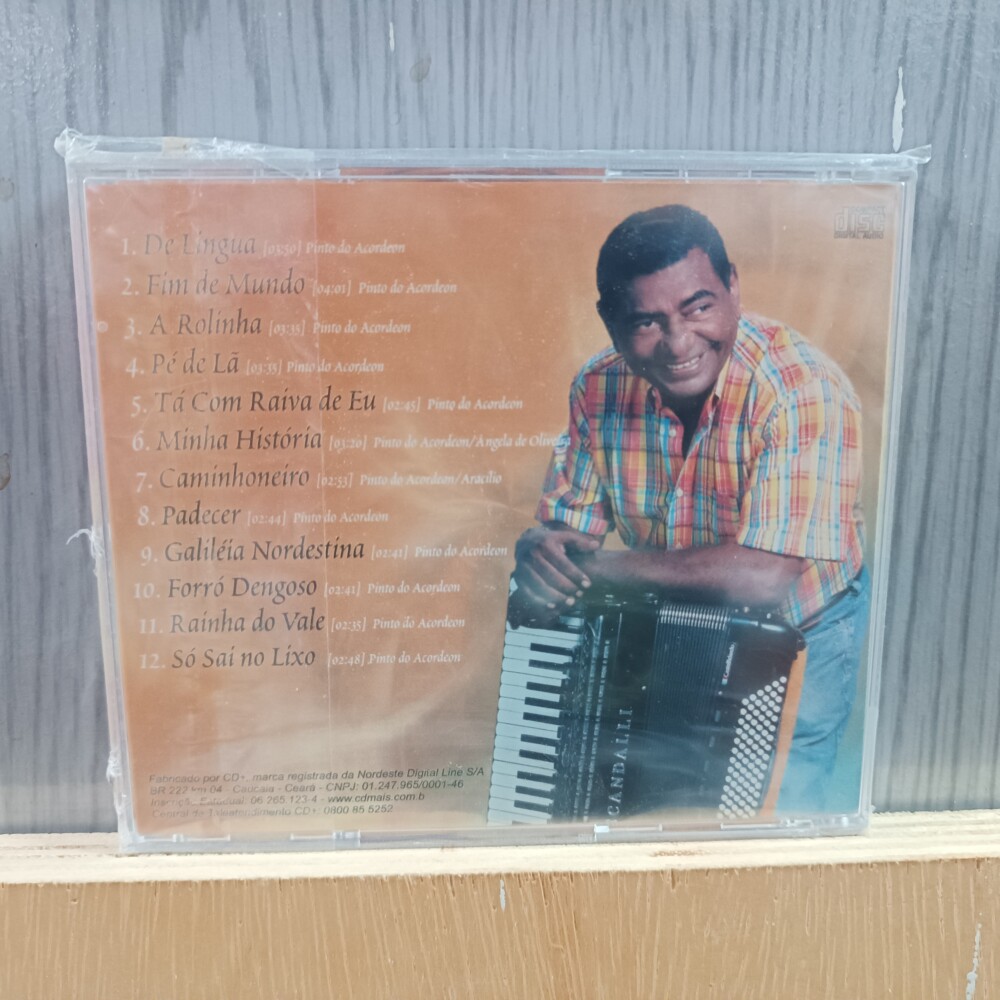 1. De Língua [03:50] Pinto do Acordeon
2. Fim de Mundo [04:01] Pinto do Acordeon
3. A Rolinha [03:35] Pinto do Acordeon
4. Pé de Lã [03:35] Pinto do Acordeon
5. Tá Com Raiva de Eu [02:45] Pinto do Acordeon
6. Minha História [03:20] Pinto do Acordeon/Angela de Oliveira
7. Caminhoneiro [02:33] Pinto do Acordeon/Aracílio
8. Padecer [02:44] Pinto do Acordeon
9. Galiléia Nordestina [02:41] Pinto do Acordeon
10. Forró Dengoso [02:41] Pinto do Acordeon
11. Rainha do Vale [02:35] Pinto do Acordeon
12. Só Sai no Lixo [02:48] Pinto do Acordeon
disc
CANDALLI
Fabricado por CD+, marca registrada da Nordeste Digital Line S/A
BR 222 km 04 - Caucaia - Ceará - CNPJ: 01.247.965/0001-46
Inscrição Estadual: 06 265 123-4 - www.cdmais.com.b
Central de CD+: 0800 85 5252